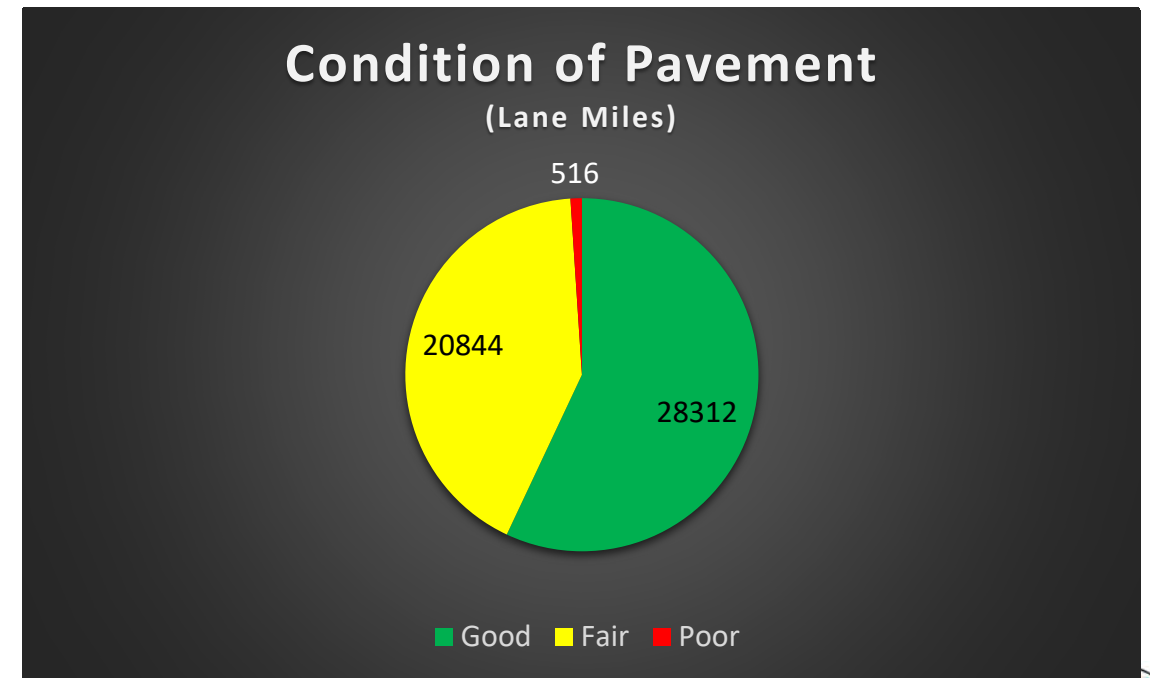 Condition of Pavement
(Lane Miles)
516
20844
28312
Good Fair Poor